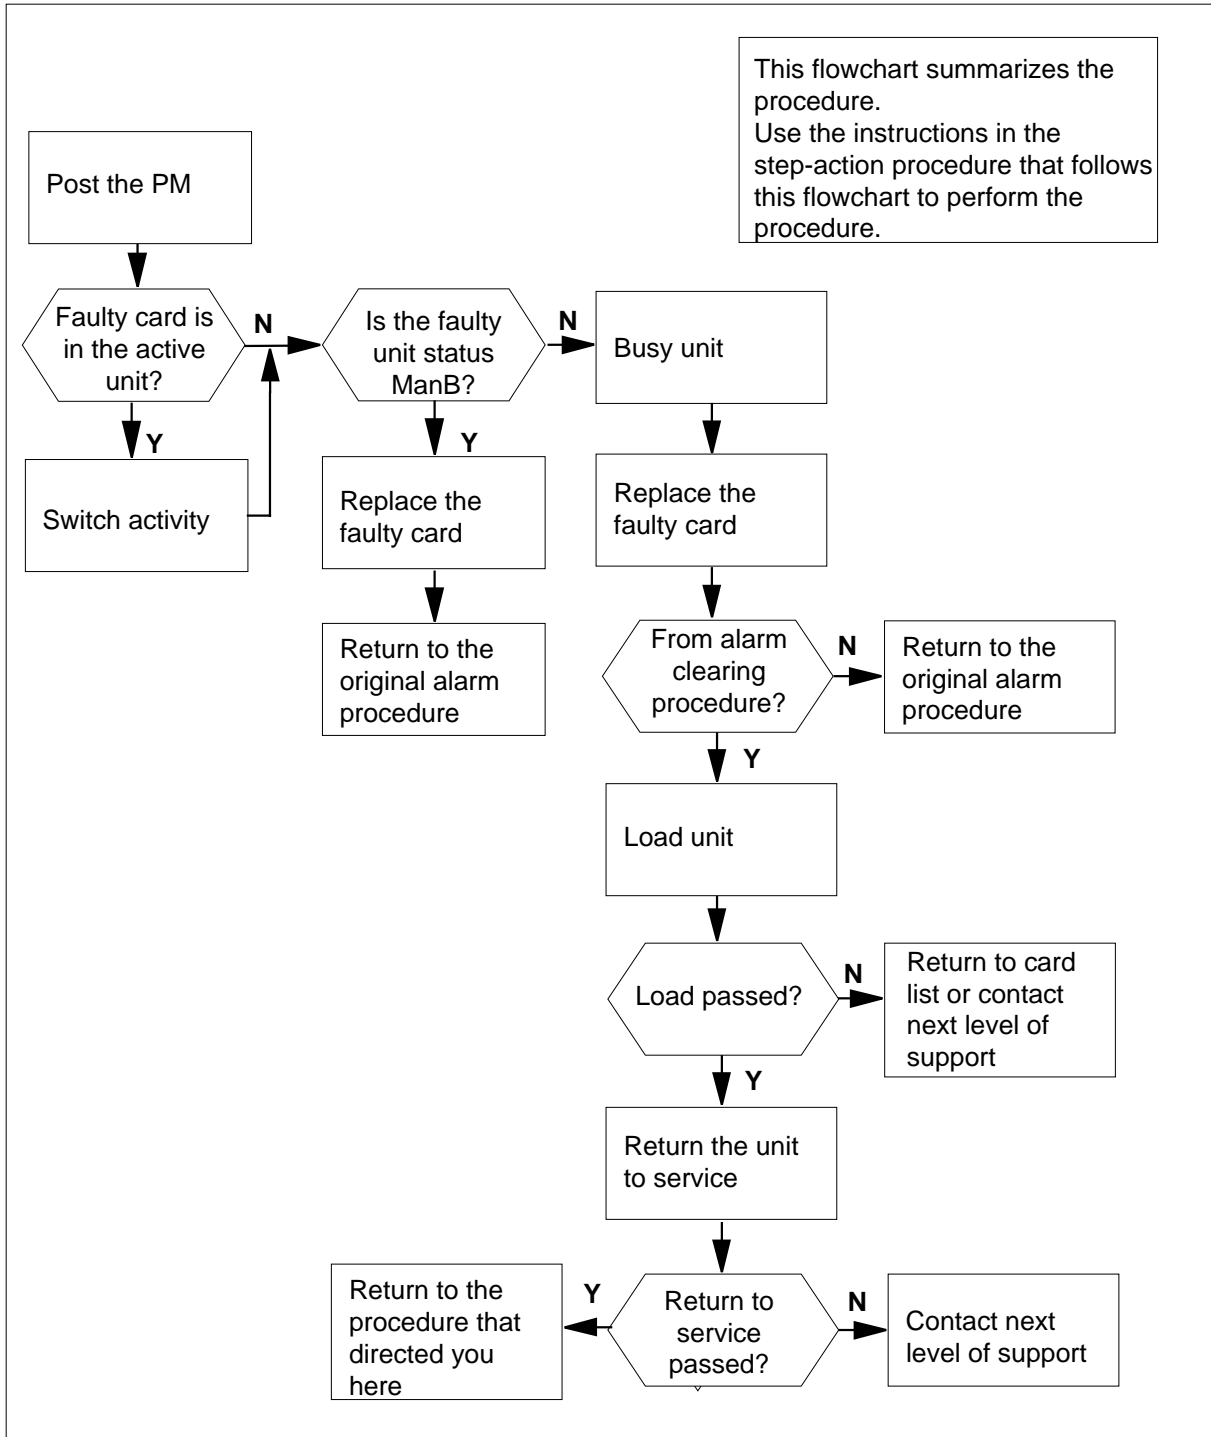 This flowchart summarizes the
procedure.
Use the instructions in the
step-action procedure that follows
this flowchart to perform the
procedure.
Post the PM
Faulty card is
in the active
unit?
N
Y
Switch activity
Is the faulty
unit status
ManB?
N
Y
Replace the
faulty card
Return to the
original alarm
procedure
Busy unit
Replace the
faulty card
From alarm
clearing
procedure?
N
Return to the
original alarm
procedure
Y
Load unit
Load passed?
N
Return to card
list or contact
next level of
support
Y
Return the unit
to service
Return to
service
passed?
Y
Return to the
procedure that
directed you
here
N
Contact next
level of support